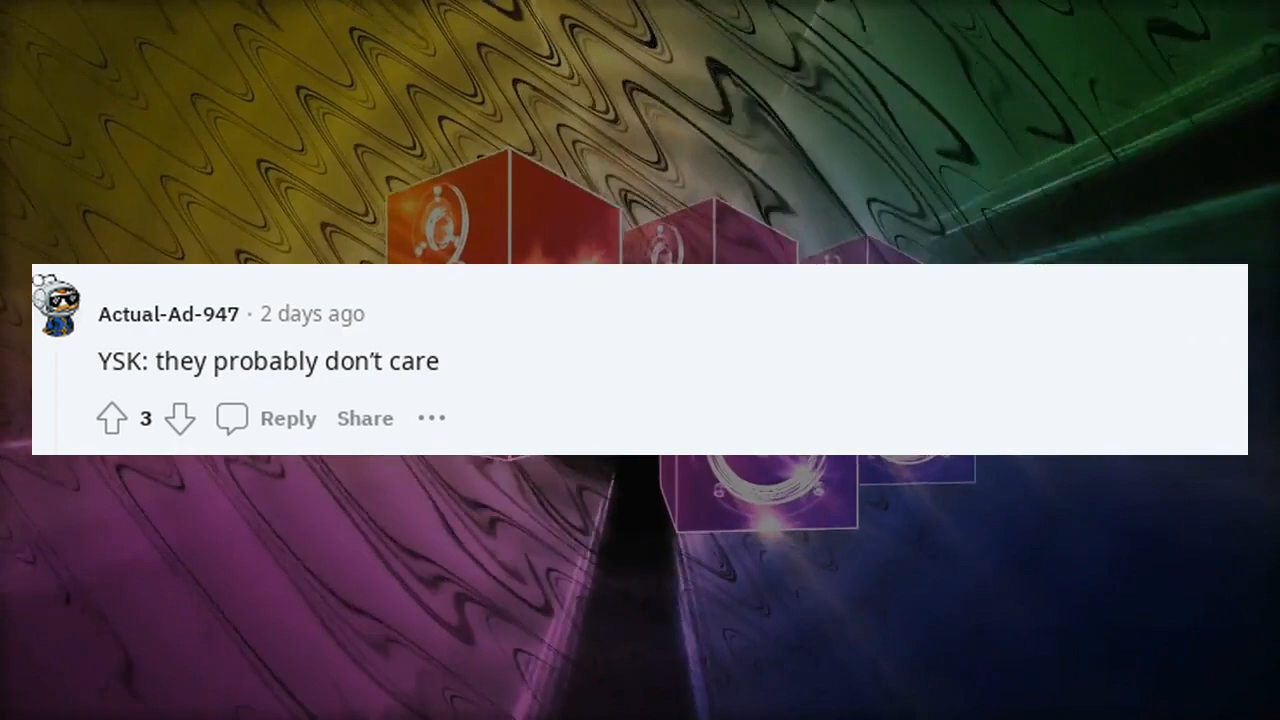 Actual-Ad-947 · 2 days ago
YSK: they probably don’t care
3 Reply Share ···